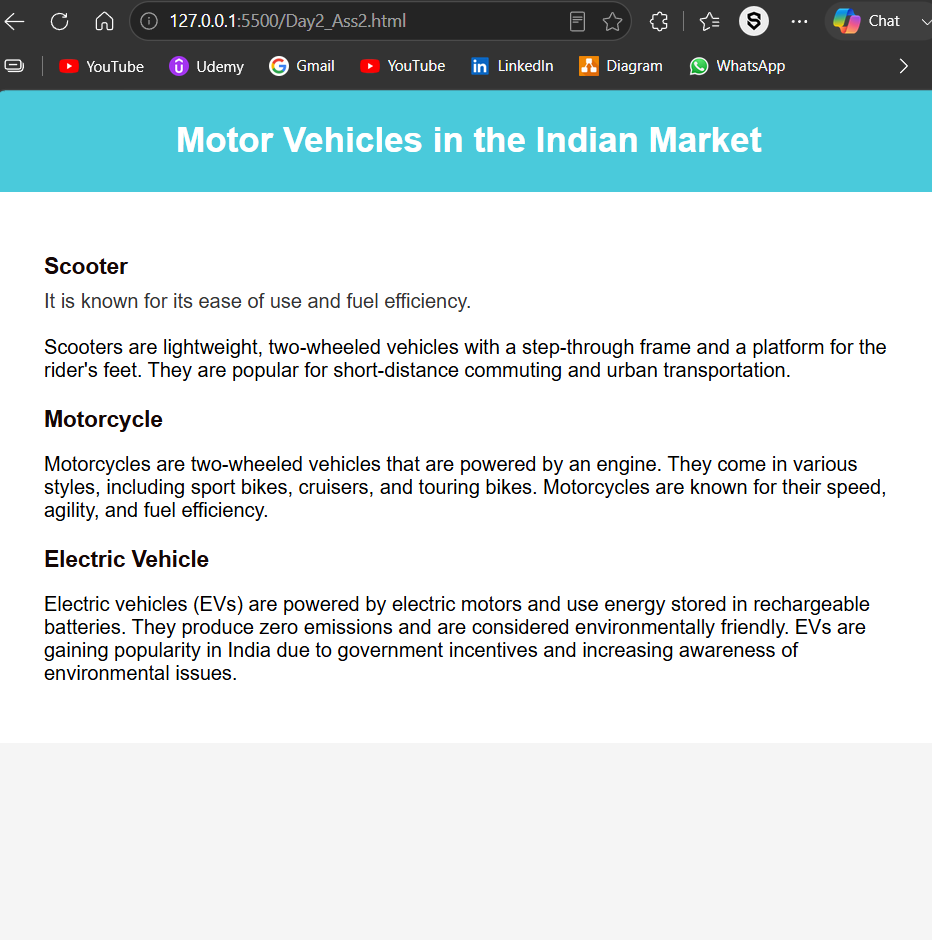 127.0.0.1:5500/Day2_Ass2.html
S
Chat
YouTube
Udemy
Gmail
YouTube
LinkedIn
Diagram
WhatsApp
Motor Vehicles in the Indian Market
Scooter
It is known for its ease of use and fuel efficiency.
Scooters are lightweight, two-wheeled vehicles with a step-through frame and a platform for the
rider's feet. They are popular for short-distance commuting and urban transportation.
Motorcycle
Motorcycles are two-wheeled vehicles that are powered by an engine. They come in various
styles, including sport bikes, cruisers, and touring bikes. Motorcycles are known for their speed,
agility, and fuel efficiency.
Electric Vehicle
Electric vehicles (EVs) are powered by electric motors and use energy stored in rechargeable
batteries. They produce zero emissions and are considered environmentally friendly. EVs are
gaining popularity in India due to government incentives and increasing awareness of
environmental issues.